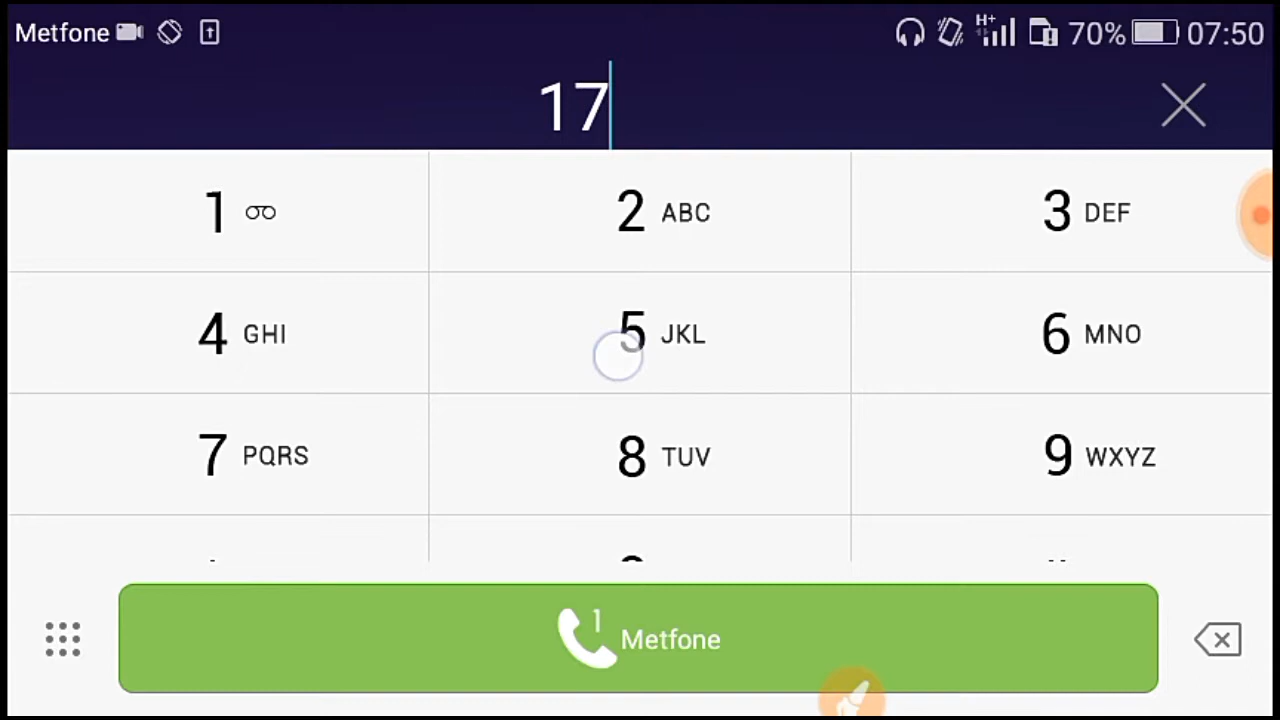 Metfone H+ 70% 07:50
17
1 2 ABC 3 DEF
4 GHI 5 JKL 6 MNO
7 PQRS 8 TUV 9 WXYZ
1 Metfone